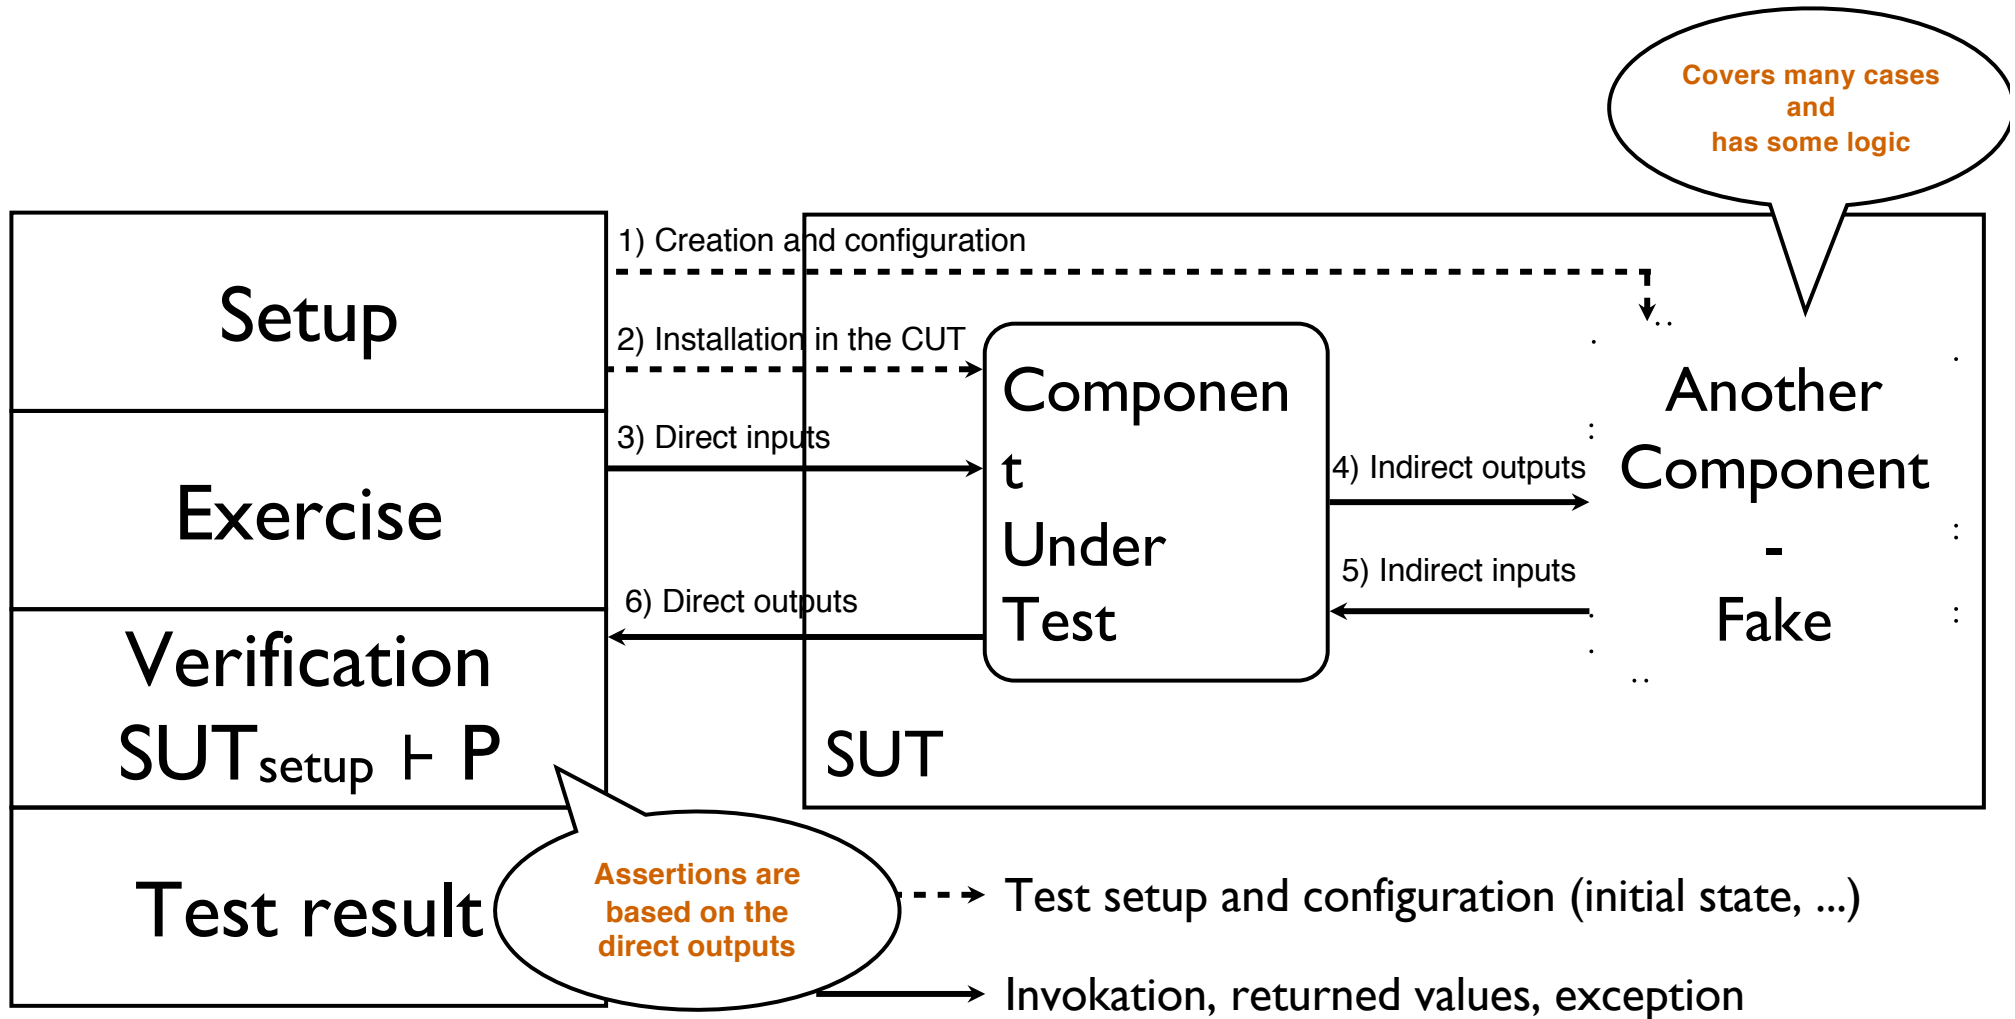 Covers many cases
and
has some logic
Setup
Exercise
Verification
SUTsetup ⊦ P
Test result
1) Creation and configuration
2) Installation in the CUT
3) Direct inputs
6) Direct outputs
Componen
t
Under
Test
4) Indirect outputs
5) Indirect inputs
Another
Component
-
Fake
SUT
Assertions are
based on the
direct outputs
Test setup and configuration (initial state, ...)
Invokation, returned values, exception